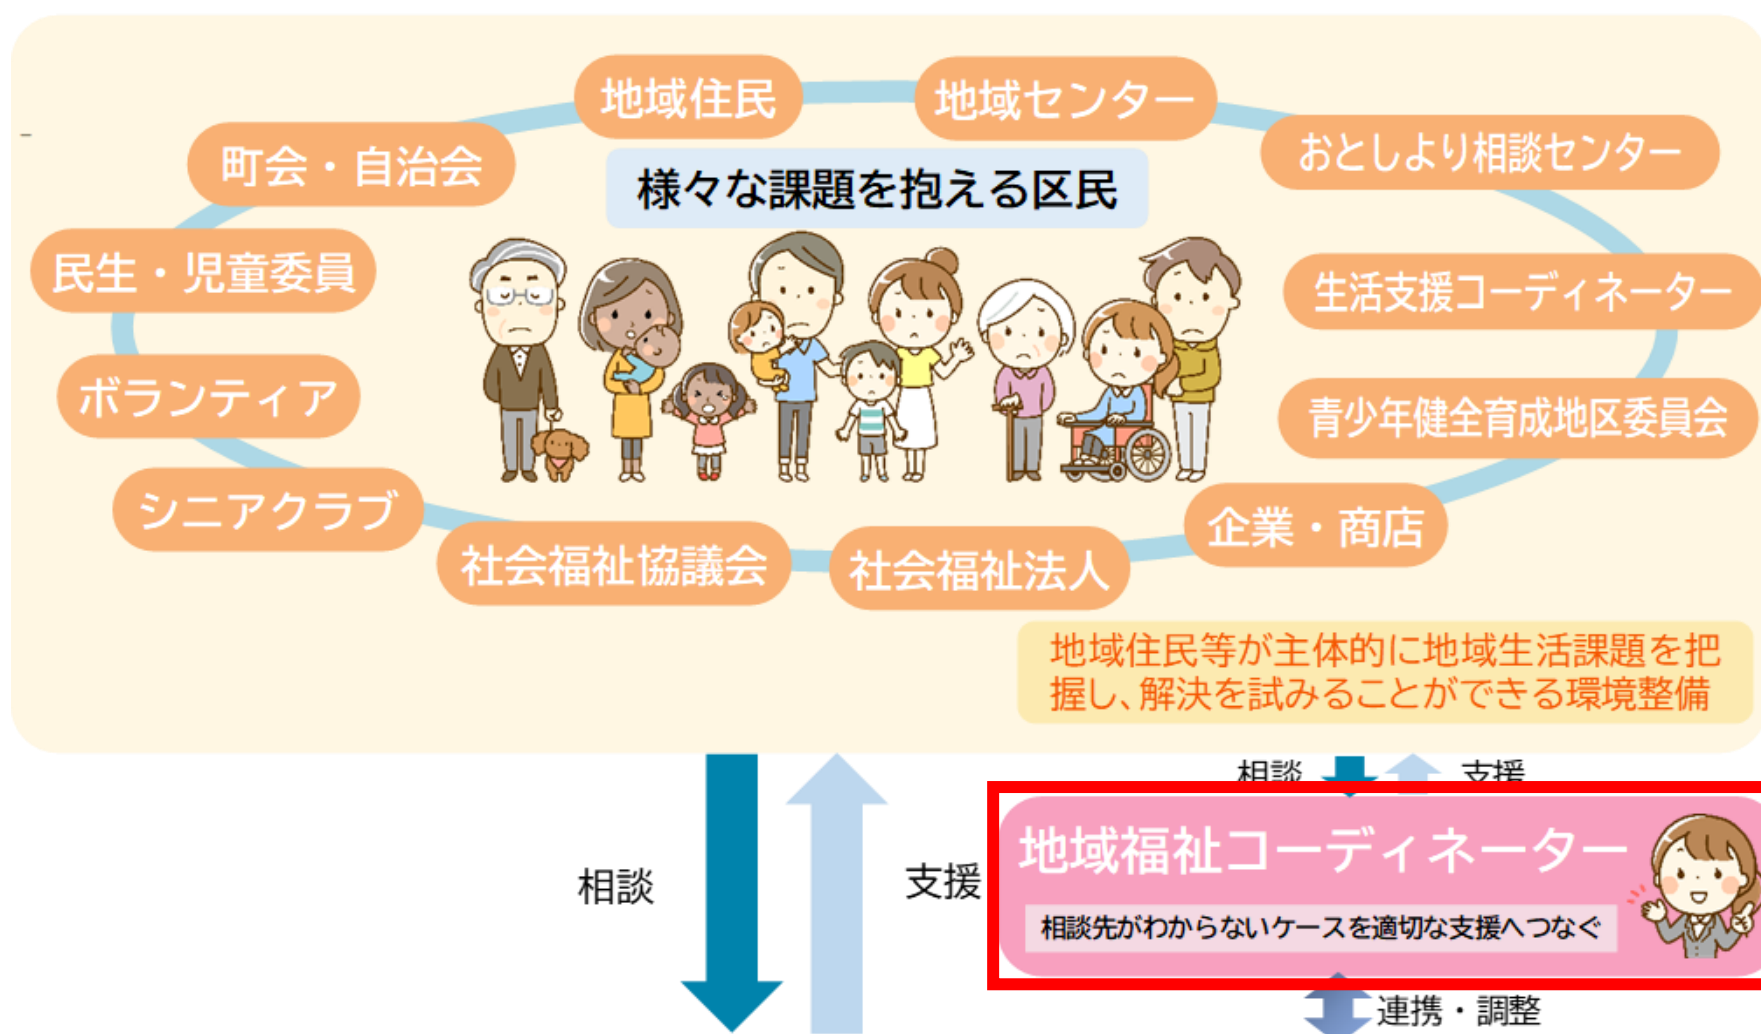 地域住民
地域センター
町会・自治会
おとしより相談センター
様々な課題を抱える区民
民生・児童委員
生活支援コーディネーター
ボランティア
青少年健全育成地区委員会
シニアクラブ
企業・商店
社会福祉協議会
社会福祉法人
地域住民等が主体的に地域生活課題を把
握し、解決を試みることができる環境整備
相談
支援
相談
支援
地域福祉コーディネーター
相談先がわからないケースを適切な支援へつなぐ
連携・調整